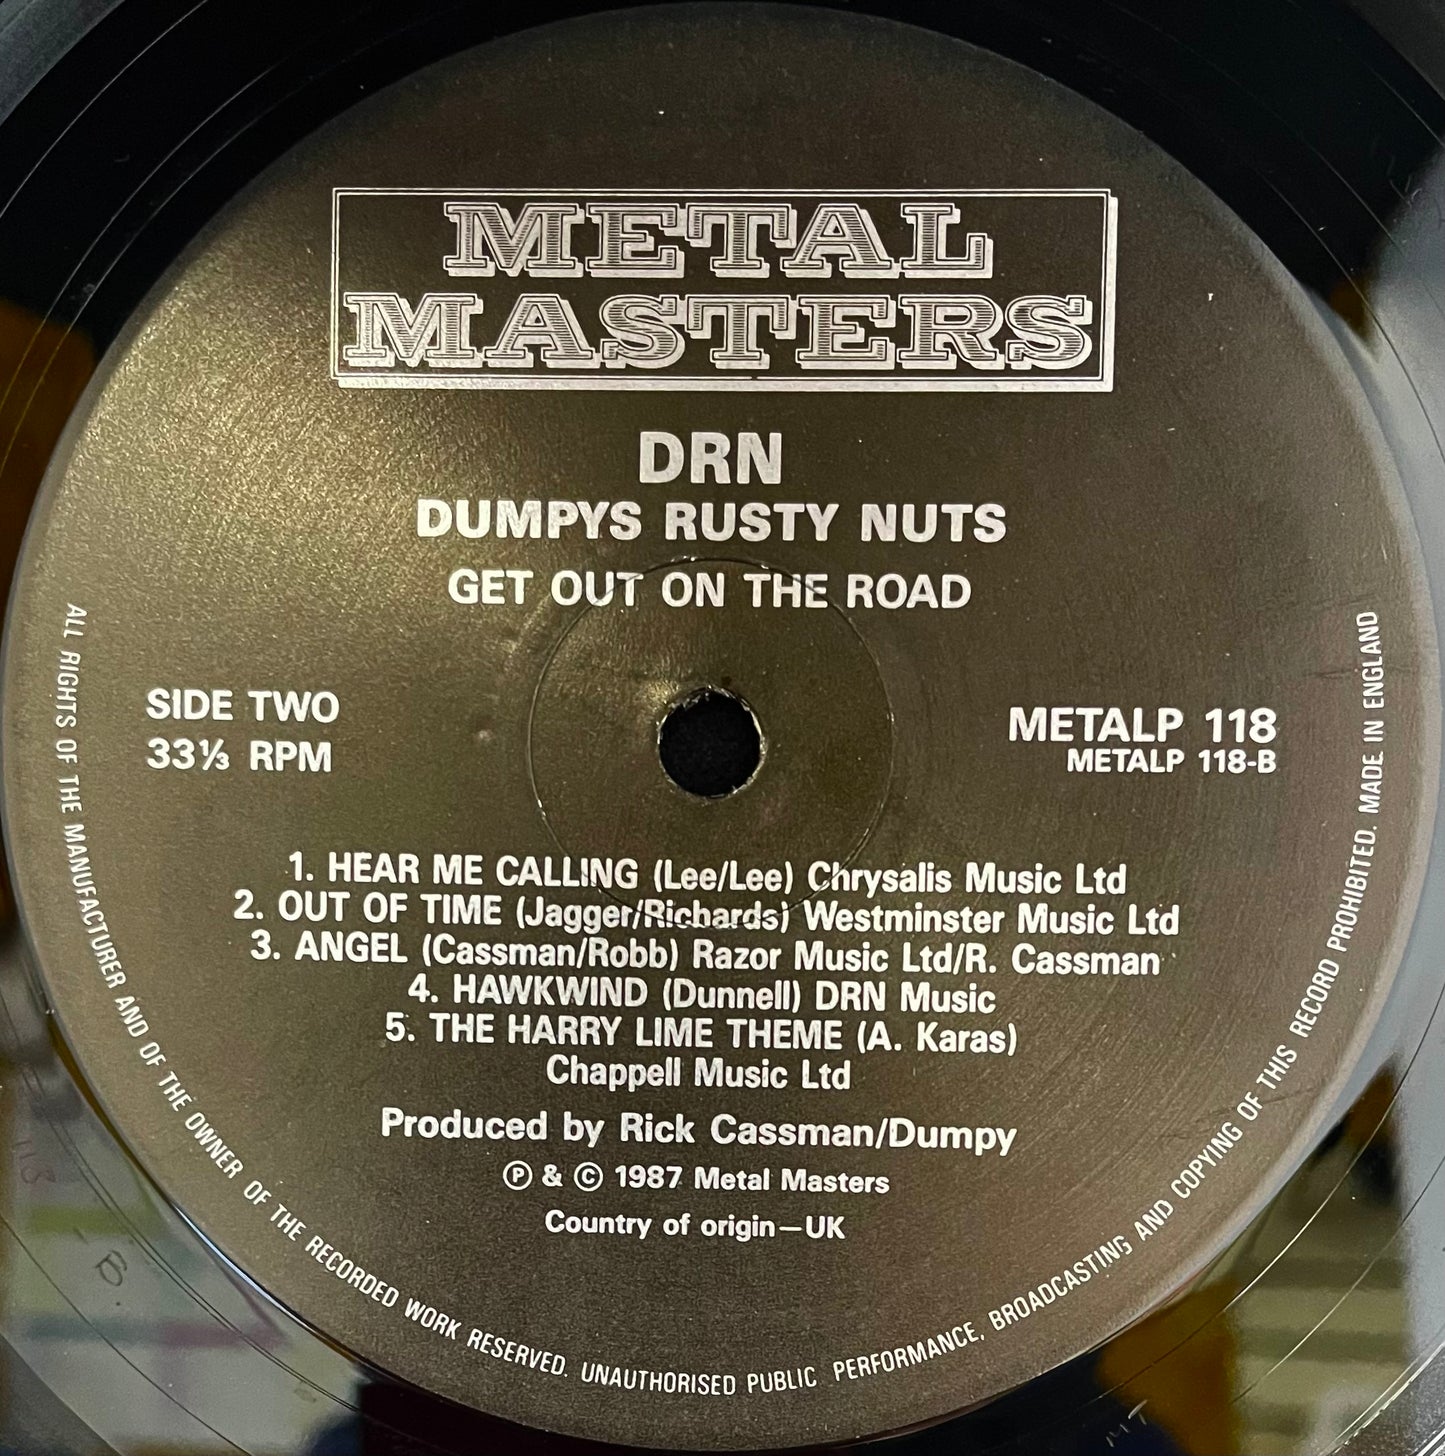 METAL
MASTERS
DRN
DUMPYS RUSTY NUTS
GET OUT ON THE ROAD
SIDE TWO
33⅓ RPM
METALP 118
METALP 118-B
1. HEAR ME CALLING (Lee/Lee) Chrysalis Music Ltd
2. OUT OF TIME (Jagger/Richards) Westminster Music Ltd
3. ANGEL (Cassman/Robb) Razor Music Ltd/R. Cassman
4. HAWKWIND (Dunnell) DRN Music
5. THE HARRY LIME THEME (A. Karas)
Chappell Music Ltd
Produced by Rick Cassman/Dumpy
℗ & © 1987 Metal Masters
Country of origin—UK
ALL RIGHTS OF THE MANUFACTURER AND OF THE OWNER OF THE RECORDED WORK RESERVED. UNAUTHORISED PUBLIC PERFORMANCE, BROADCASTING AND COPYING OF THIS RECORD PROHIBITED. MADE IN ENGLAND